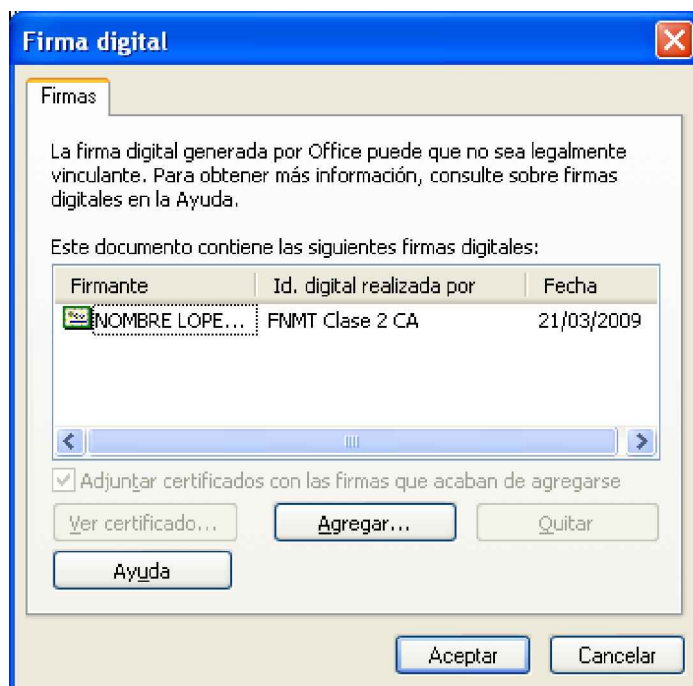 Firma digital
Firmas
La firma digital generada por Office puede que no sea legalmente
vinculante. Para obtener más información, consulte sobre firmas
digitales en la Ayuda.
Este documento contiene las siguientes firmas digitales:
Firmante Id. digital realizada por Fecha
NOMBRE LOPE... FNMT Clase 2 CA 21/03/2009
Adjuntar certificados con las firmas que acaban de agregarse
Ver certificado... Agregar... Quitar
Ayuda
Aceptar Cancelar